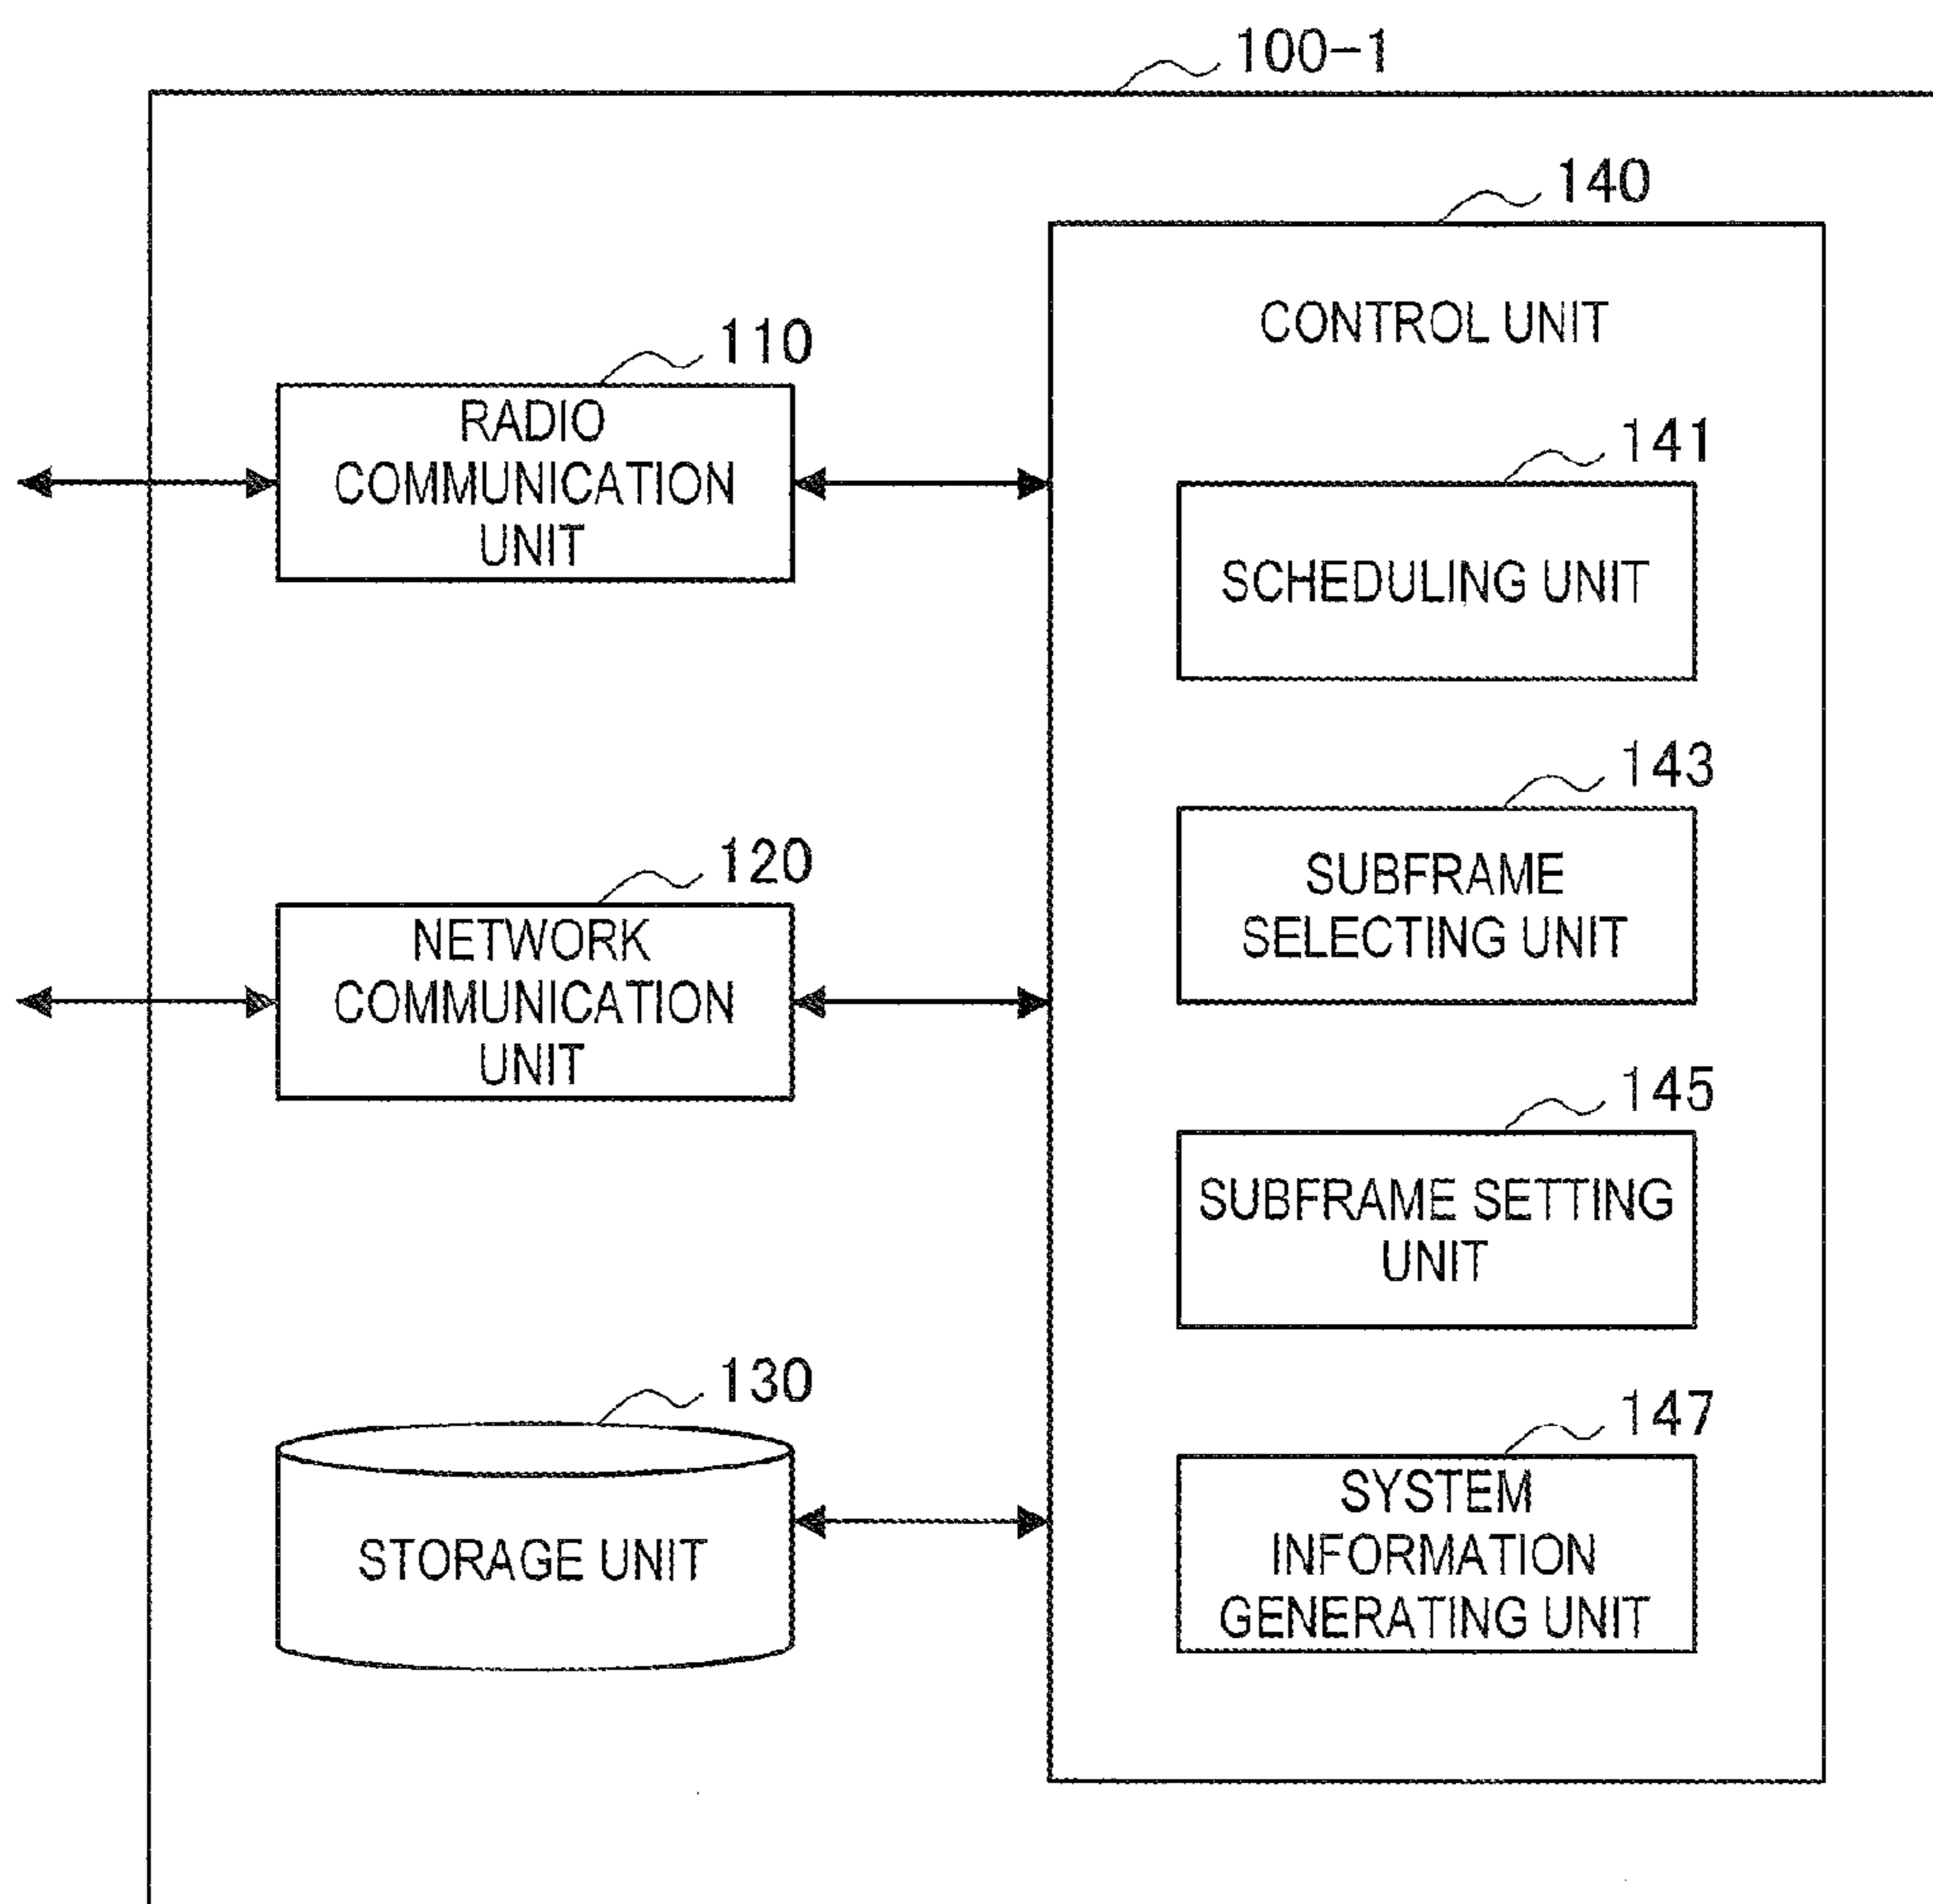 100-1
140
CONTROL UNIT
110
RADIO
COMMUNICATION
UNIT
141
SCHEDULING UNIT
143
SUBFRAME
SELECTING UNIT
120
NETWORK
COMMUNICATION
UNIT
145
SUBFRAME SETTING
UNIT
130
STORAGE UNIT
147
SYSTEM
INFORMATION
GENERATING UNIT